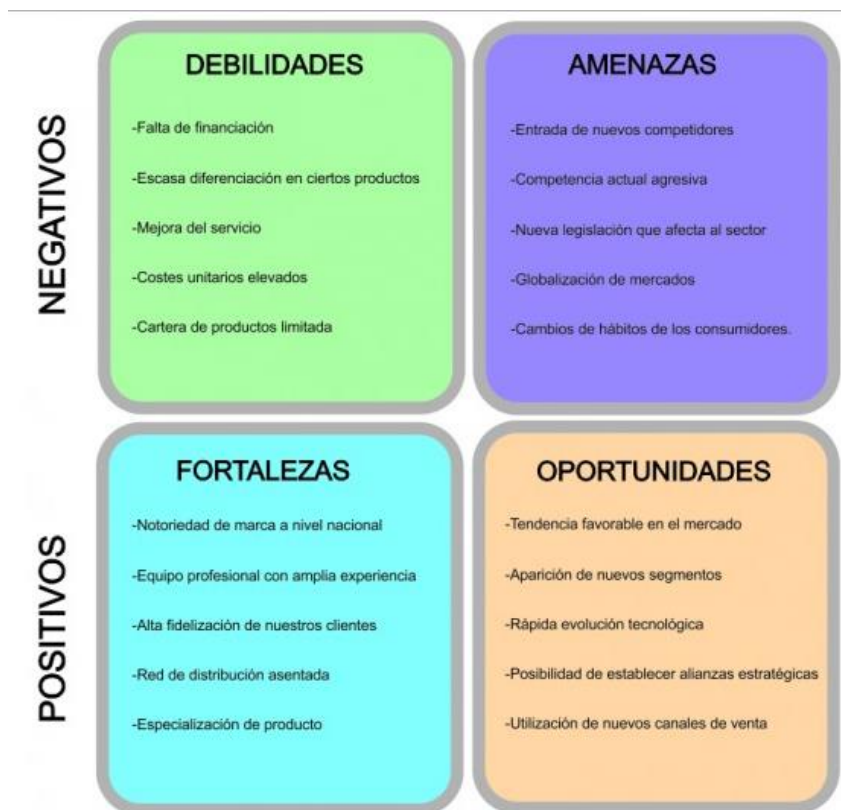 NEGATIVOS
DEBILIDADES
-Falta de financiación
-Escasa diferenciación en ciertos productos
-Mejora del servicio
-Costes unitarios elevados
-Cartera de productos limitada
AMENAZAS
-Entrada de nuevos competidores
-Competencia actual agresiva
-Nueva legislación que afecta al sector
-Globalización de mercados
-Cambios de hábitos de los consumidores.
POSITIVOS
FORTALEZAS
-Notoriedad de marca a nivel nacional
-Equipo profesional con amplia experiencia
-Alta fidelización de nuestros clientes
-Red de distribución asentada
-Especialización de producto
OPORTUNIDADES
-Tendencia favorable en el mercado
-Aparición de nuevos segmentos
-Rápida evolución tecnológica
-Posibilidad de establecer alianzas estratégicas
-Utilización de nuevos canales de venta